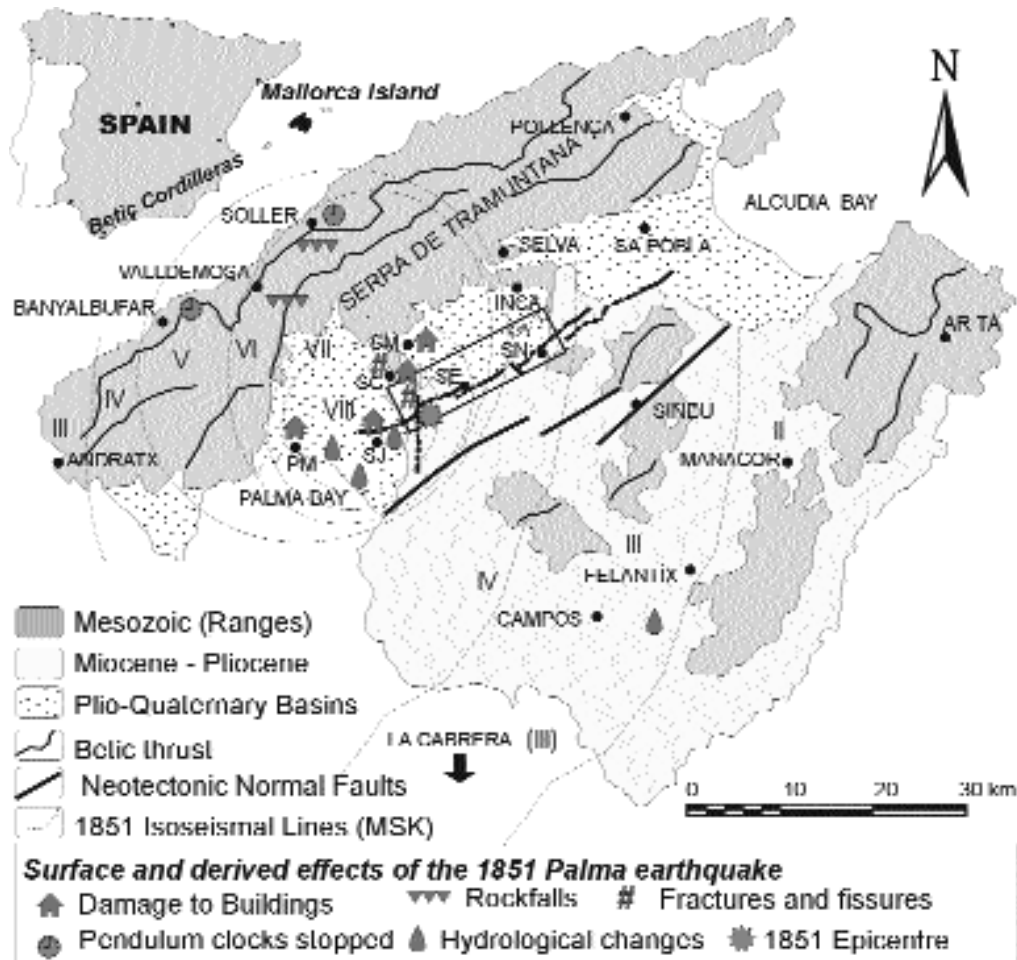 N
Mallorca Island
SPAIN
Betic Cordilleras
POLLENÇA
SOLLER
ALCUDIA BAY
SERRA DE TRAMUNTANA
SELVA
SA POBLA
VALLDEMOSA
BANYALBUFAR
INCA
ARTA
SM
SN
V
VI
VII
SC
SE
IV
VIII
SINEU
III
II
ANDRATX
PM
SJ
MANACOR
PALMA BAY
III
IV
FELANTIX
CAMPOS
Mesozoic (Ranges)
Miocene - Pliocene
Plio-Quaternary Basins
LA CABRERA (III)
Betic thrust
Neotectonic Normal Faults
0 10 20 30 km
1851 Isoseismal Lines (MSK)
Surface and derived effects of the 1851 Palma earthquake
Damage to Buildings
Rockfalls
# Fractures and fissures
Pendulum clocks stopped
Hydrological changes
1851 Epicentre